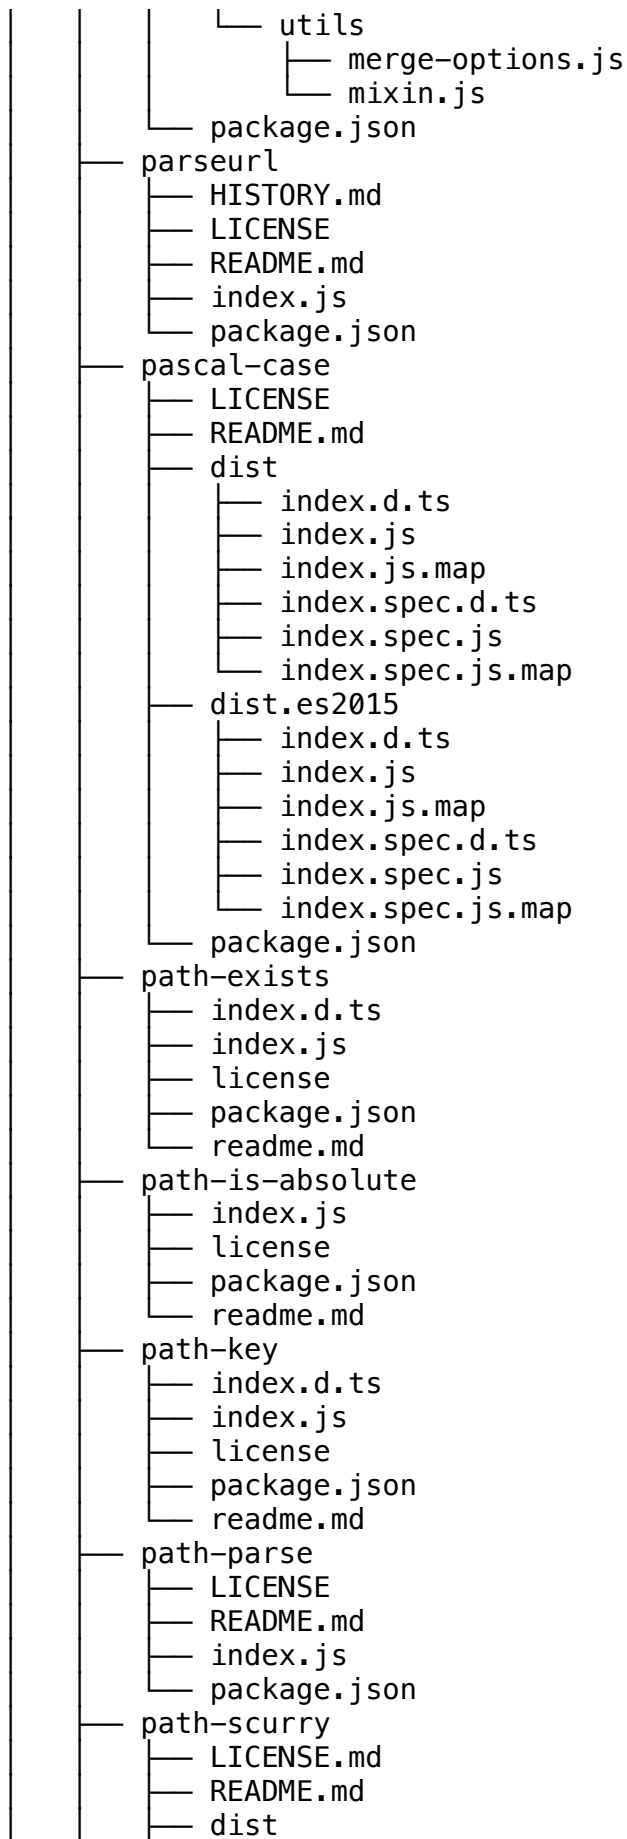 │   │   │   └── utils
│   │   │       ├── merge-options.js
│   │   │       └── mixin.js
│   │   └── package.json
│   ├── parseurl
│   │   ├── HISTORY.md
│   │   ├── LICENSE
│   │   ├── README.md
│   │   ├── index.js
│   │   └── package.json
│   ├── pascal-case
│   │   ├── LICENSE
│   │   ├── README.md
│   │   ├── dist
│   │   │   ├── index.d.ts
│   │   │   ├── index.js
│   │   │   ├── index.js.map
│   │   │   ├── index.spec.d.ts
│   │   │   ├── index.spec.js
│   │   │   └── index.spec.js.map
│   │   ├── dist.es2015
│   │   │   ├── index.d.ts
│   │   │   ├── index.js
│   │   │   ├── index.js.map
│   │   │   ├── index.spec.d.ts
│   │   │   ├── index.spec.js
│   │   │   └── index.spec.js.map
│   │   └── package.json
│   ├── path-exists
│   │   ├── index.d.ts
│   │   ├── index.js
│   │   ├── license
│   │   ├── package.json
│   │   └── readme.md
│   ├── path-is-absolute
│   │   ├── index.js
│   │   ├── license
│   │   ├── package.json
│   │   └── readme.md
│   ├── path-key
│   │   ├── index.d.ts
│   │   ├── index.js
│   │   ├── license
│   │   ├── package.json
│   │   └── readme.md
│   ├── path-parse
│   │   ├── LICENSE
│   │   ├── README.md
│   │   ├── index.js
│   │   └── package.json
│   ├── path-scurry
│   │   ├── LICENSE.md
│   │   ├── README.md
│   │   ├── dist